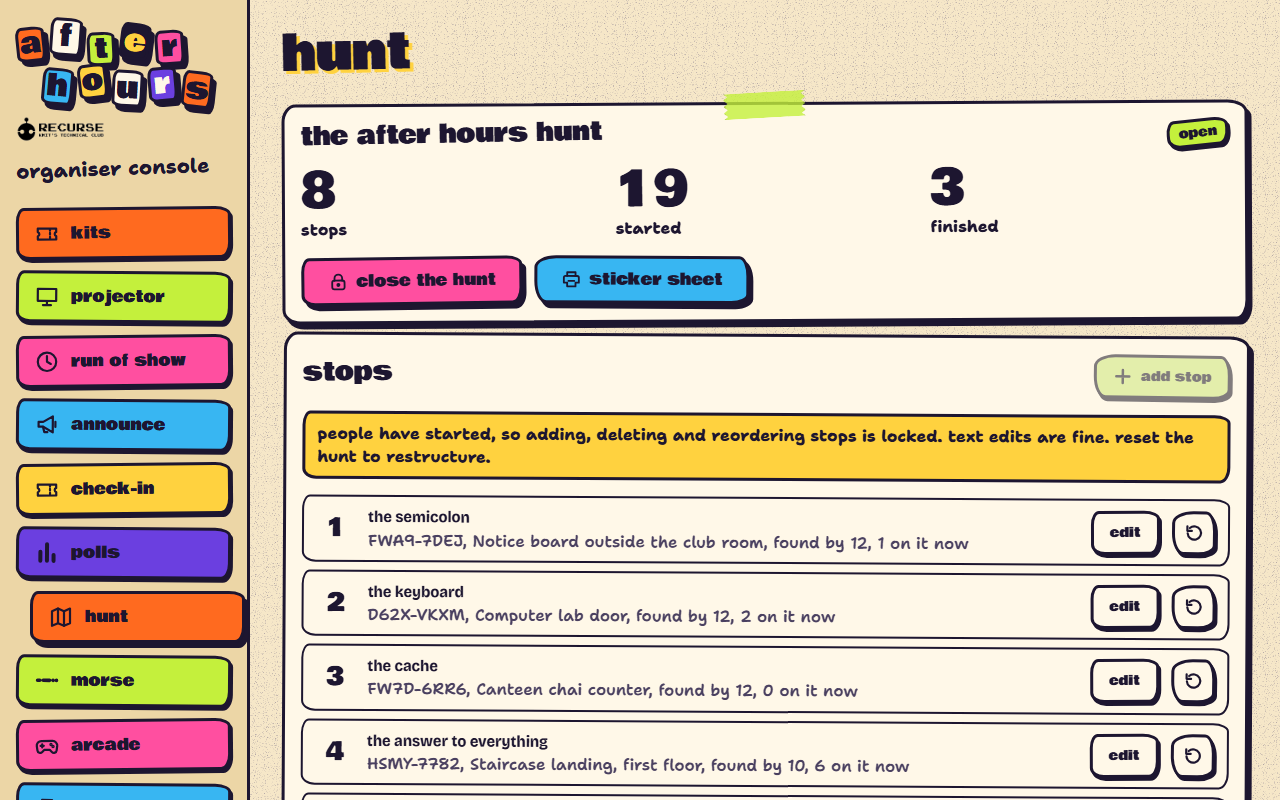 after
hours
RECURSE
KMIT'S TECHNICAL CLUB
organiser console
kits
projector
run of show
announce
check-in
polls
hunt
morse
arcade
hunt
the after hours hunt
open
8
stops
19
started
3
finished
close the hunt
sticker sheet
stops
+ add stop
people have started, so adding, deleting and reordering stops is locked. text edits are fine. reset the
hunt to restructure.
1
the semicolon
FWA9-7DEJ, Notice board outside the club room, found by 12, 1 on it now
edit
2
the keyboard
D62X-VKXM, Computer lab door, found by 12, 2 on it now
edit
3
the cache
FW7D-6RR6, Canteen chai counter, found by 12, 0 on it now
edit
4
the answer to everything
HSMY-7782, Staircase landing, first floor, found by 10, 6 on it now
edit